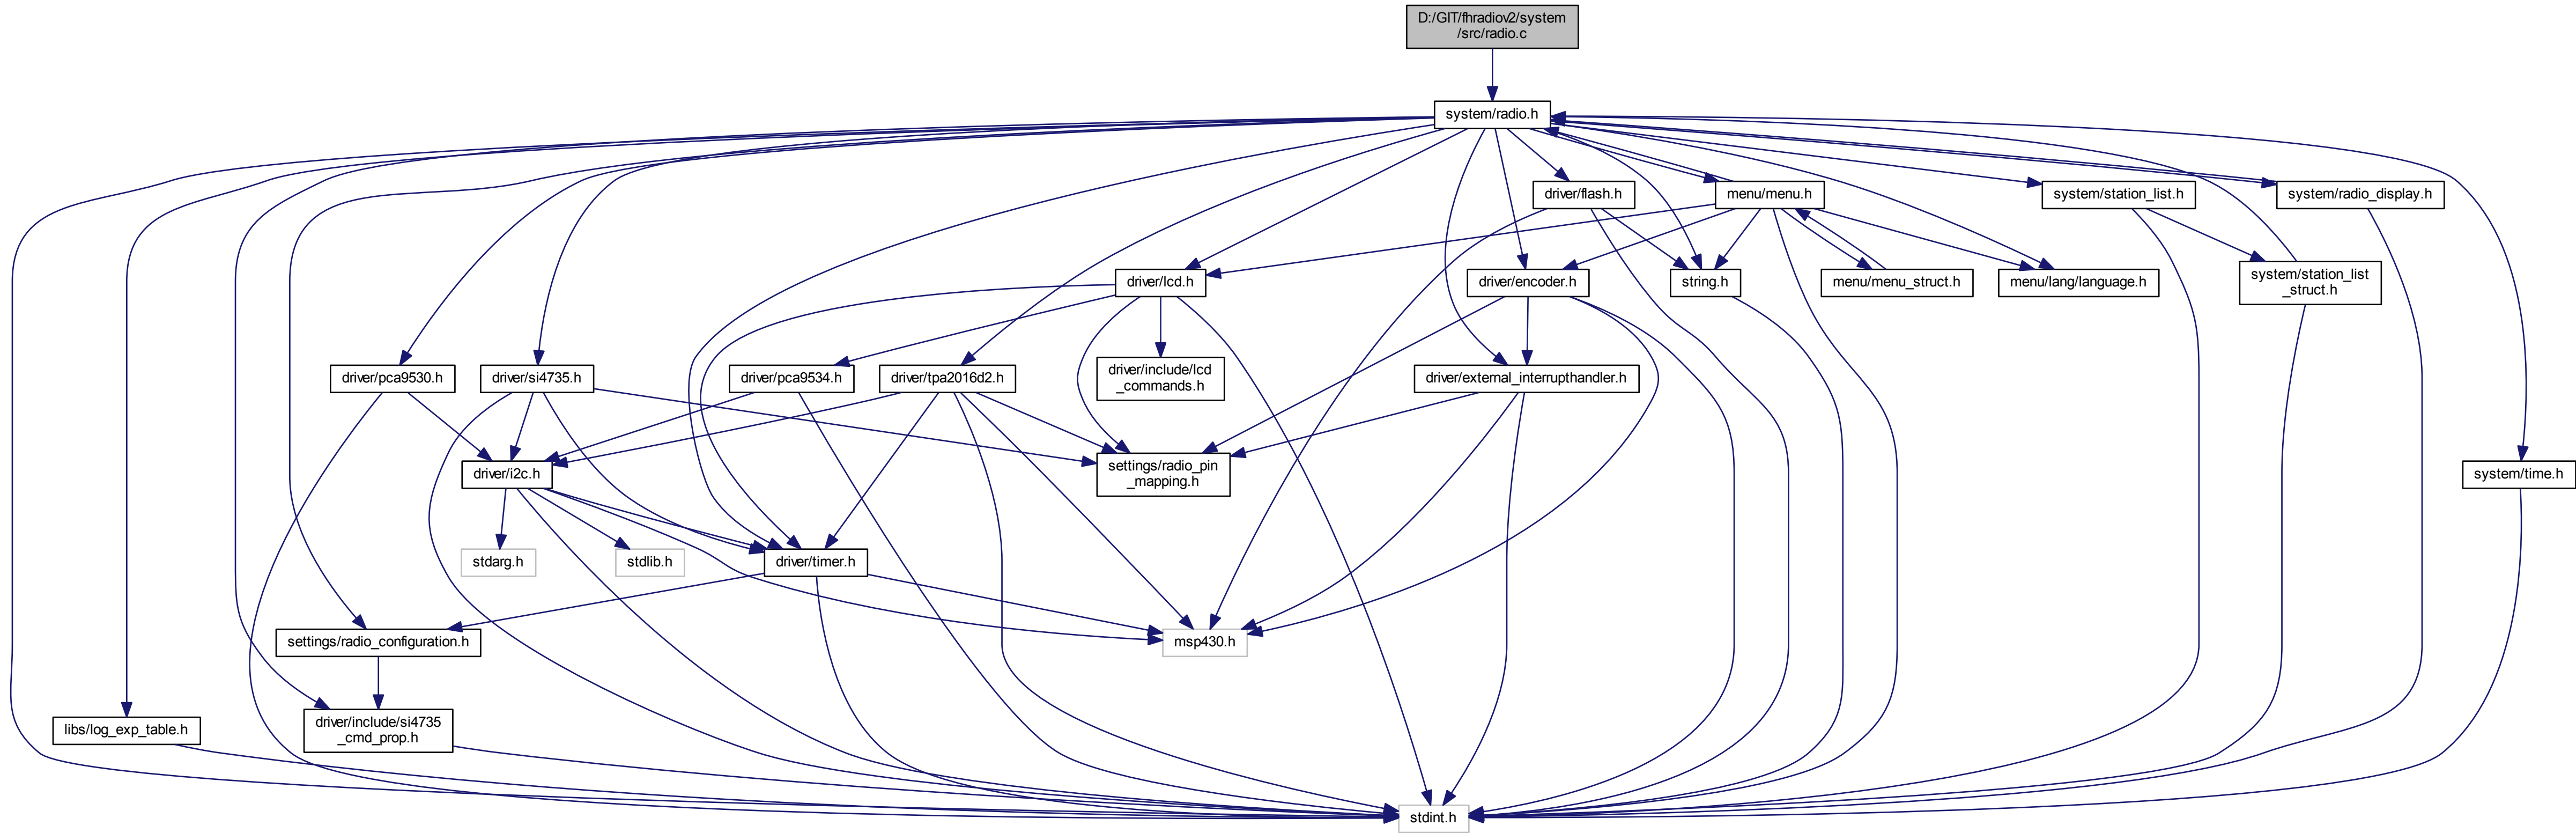 D:/GIT/fhradiov2/system
/src/radio.c
system/radio.h
driver/flash.h
menu/menu.h
system/station_list.h
system/radio_display.h
driver/lcd.h
driver/encoder.h
string.h
menu/menu_struct.h
menu/lang/language.h
system/station_list
_struct.h
driver/pca9530.h
driver/si4735.h
driver/pca9534.h
driver/tpa2016d2.h
driver/include/lcd
_commands.h
driver/external_interrupthandler.h
driver/i2c.h
settings/radio_pin
_mapping.h
system/time.h
stdarg.h
stdlib.h
driver/timer.h
settings/radio_configuration.h
msp430.h
libs/log_exp_table.h
driver/include/si4735
_cmd_prop.h
stdint.h